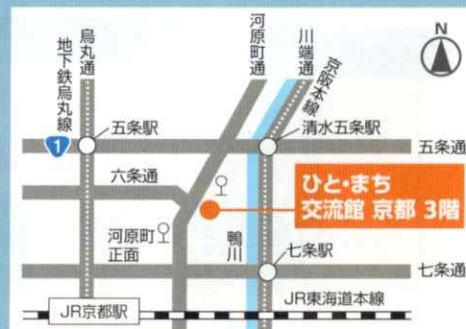 烏丸通
地下鉄烏丸線
河原町通
川端通
京阪本線
N
1
五条駅
清水五条駅
五条通
六条通
ひと・まち
交流館 京都 3階
河原町
正面
鴨川
七条駅
七条通
JR京都駅
JR東海道本線